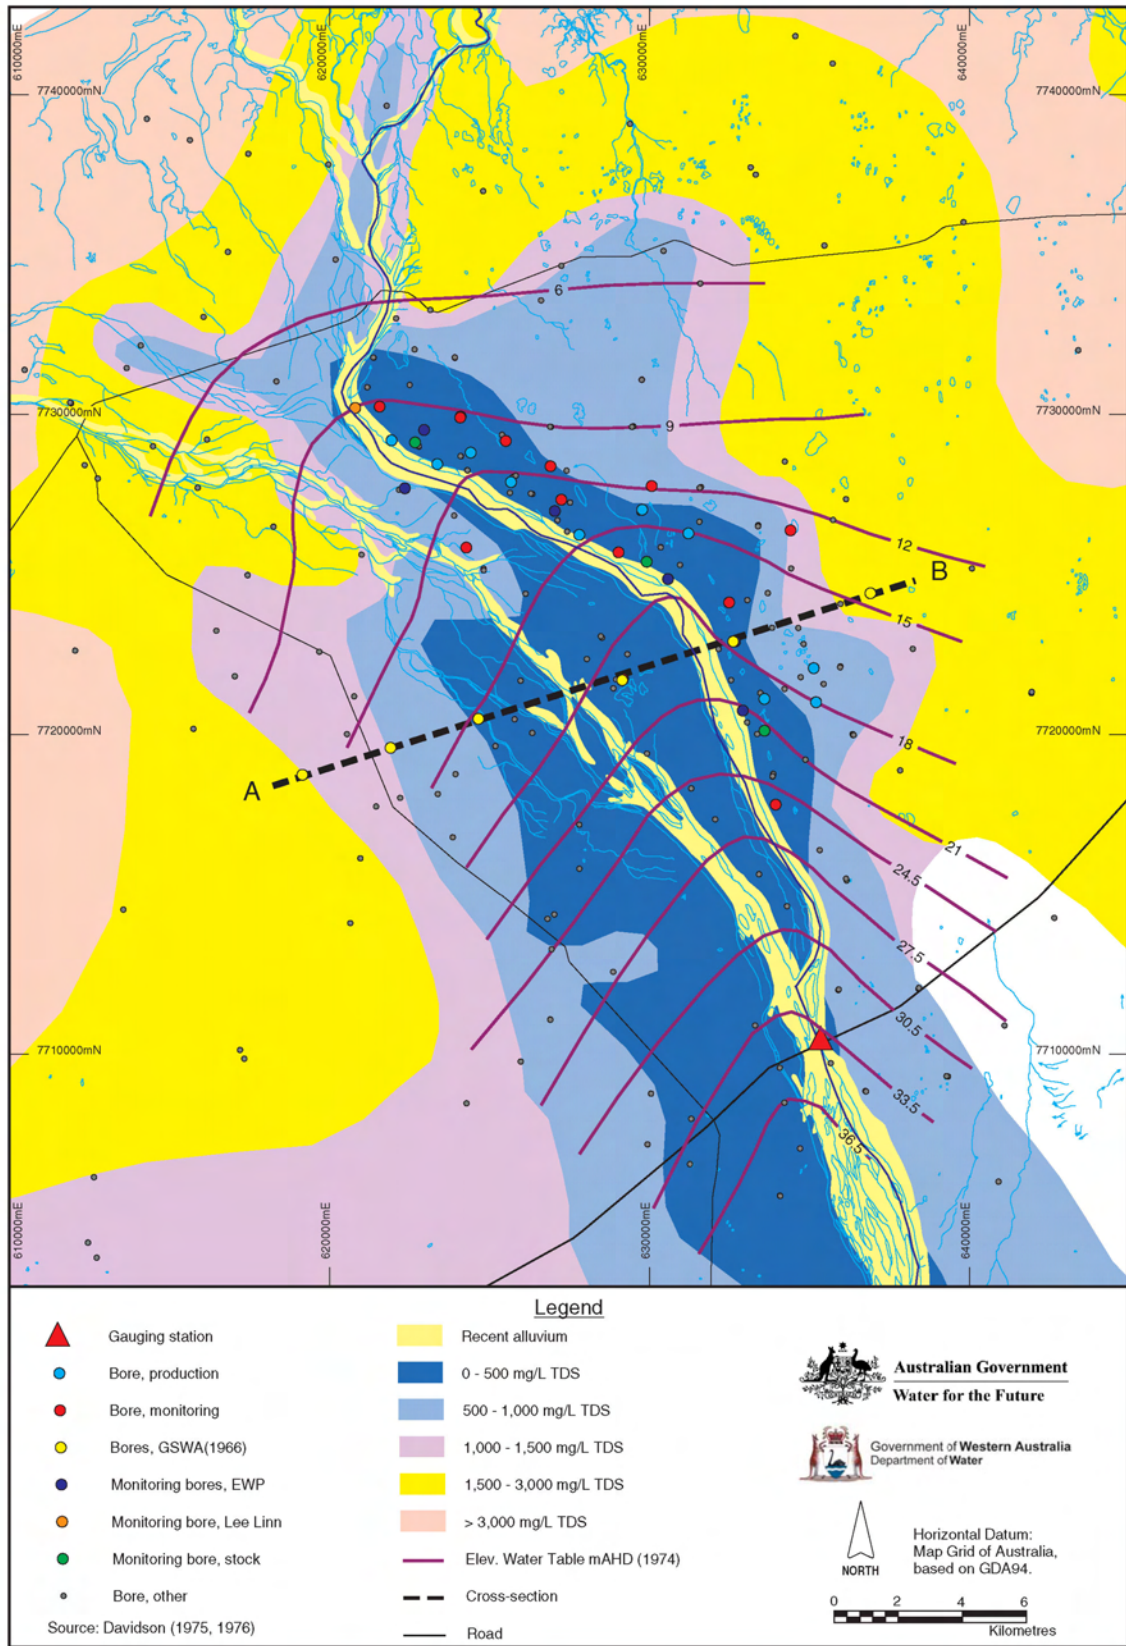 610000mE
620000mE
630000mE
640000mE
7740000mN
7740000mN
6
7730000mN
7730000mN
9
12
B
15
18
7720000mN
7720000mN
A
21
24.5
27.5
30.5
7710000mN
7710000mN
33.5
36.5
610000mE
620000mE
630000mE
640000mE
Legend
Gauging station
Bore, production
Bore, monitoring
Bores, GSWA(1966)
Monitoring bores, EWP
Monitoring bore, Lee Linn
Monitoring bore, stock
Bore, other
Source: Davidson (1975, 1976)
Recent alluvium
0 - 500 mg/L TDS
500 - 1,000 mg/L TDS
1,000 - 1,500 mg/L TDS
1,500 - 3,000 mg/L TDS
> 3,000 mg/L TDS
Elev. Water Table mAHD (1974)
Cross-section
Road
Australian Government
Water for the Future
Government of Western Australia
Department of Water
NORTH
Horizontal Datum:
Map Grid of Australia,
based on GDA94.
0 2 4 6
Kilometres